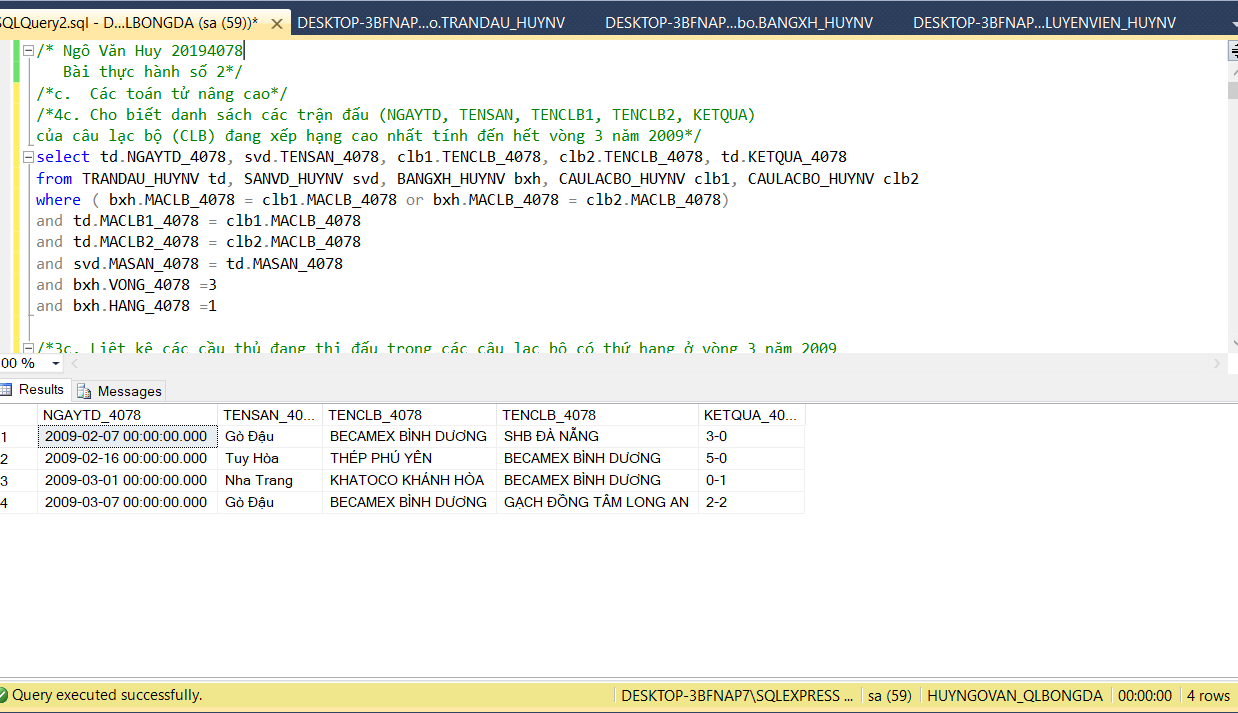 SQLQuery2.sql - D...LBONGDA (sa (59))* DESKTOP-3BFNAP...o.TRANDAU_HUYNV DESKTOP-3BFNAP...bo.BANGXH_HUYNV DESKTOP-3BFNAP...LUYENVIEN_HUYNV
/* Ngô Văn Huy 20194078
Bài thực hành số 2*/
/*c. Các toán tử nâng cao*/
/*4c. Cho biết danh sách các trận đấu (NGAYTD, TENSAN, TENCLB1, TENCLB2, KETQUA)
của câu lạc bộ (CLB) đang xếp hạng cao nhất tính đến hết vòng 3 năm 2009*/
select td.NGAYTD_4078, svd.TENSAN_4078, clb1.TENCLB_4078, clb2.TENCLB_4078, td.KETQUA_4078
from TRANDAU_HUYNV td, SANVD_HUYNV svd, BANGXH_HUYNV bxh, CAULACBO_HUYNV clb1, CAULACBO_HUYNV clb2
where ( bxh.MACLB_4078 = clb1.MACLB_4078 or bxh.MACLB_4078 = clb2.MACLB_4078)
and td.MACLB1_4078 = clb1.MACLB_4078
and td.MACLB2_4078 = clb2.MACLB_4078
and svd.MASAN_4078 = td.MASAN_4078
and bxh.VONG_4078 =3
and bxh.HANG_4078 =1
/*3c. Liệt kê các cầu thủ đang thi đấu trong các câu lạc bộ có thứ hạng ở vòng 3 năm 2009
00 %
Results Messages
NGAYTD_4078 TENSAN_40... TENCLB_4078 TENCLB_4078 KETQUA_40...
1 2009-02-07 00:00:00.000 Gò Đậu BECAMEX BÌNH DƯƠNG SHB ĐÀ NẴNG 3-0
2 2009-02-16 00:00:00.000 Tuy Hòa THÉP PHÚ YÊN BECAMEX BÌNH DƯƠNG 5-0
3 2009-03-01 00:00:00.000 Nha Trang KHATOCO KHÁNH HÒA BECAMEX BÌNH DƯƠNG 0-1
4 2009-03-07 00:00:00.000 Gò Đậu BECAMEX BÌNH DƯƠNG GẠCH ĐỒNG TÂM LONG AN 2-2
Query executed successfully. DESKTOP-3BFNAP7\SQLEXPRESS ... sa (59) HUYNGOVAN_QLBONGDA 00:00:00 4 rows